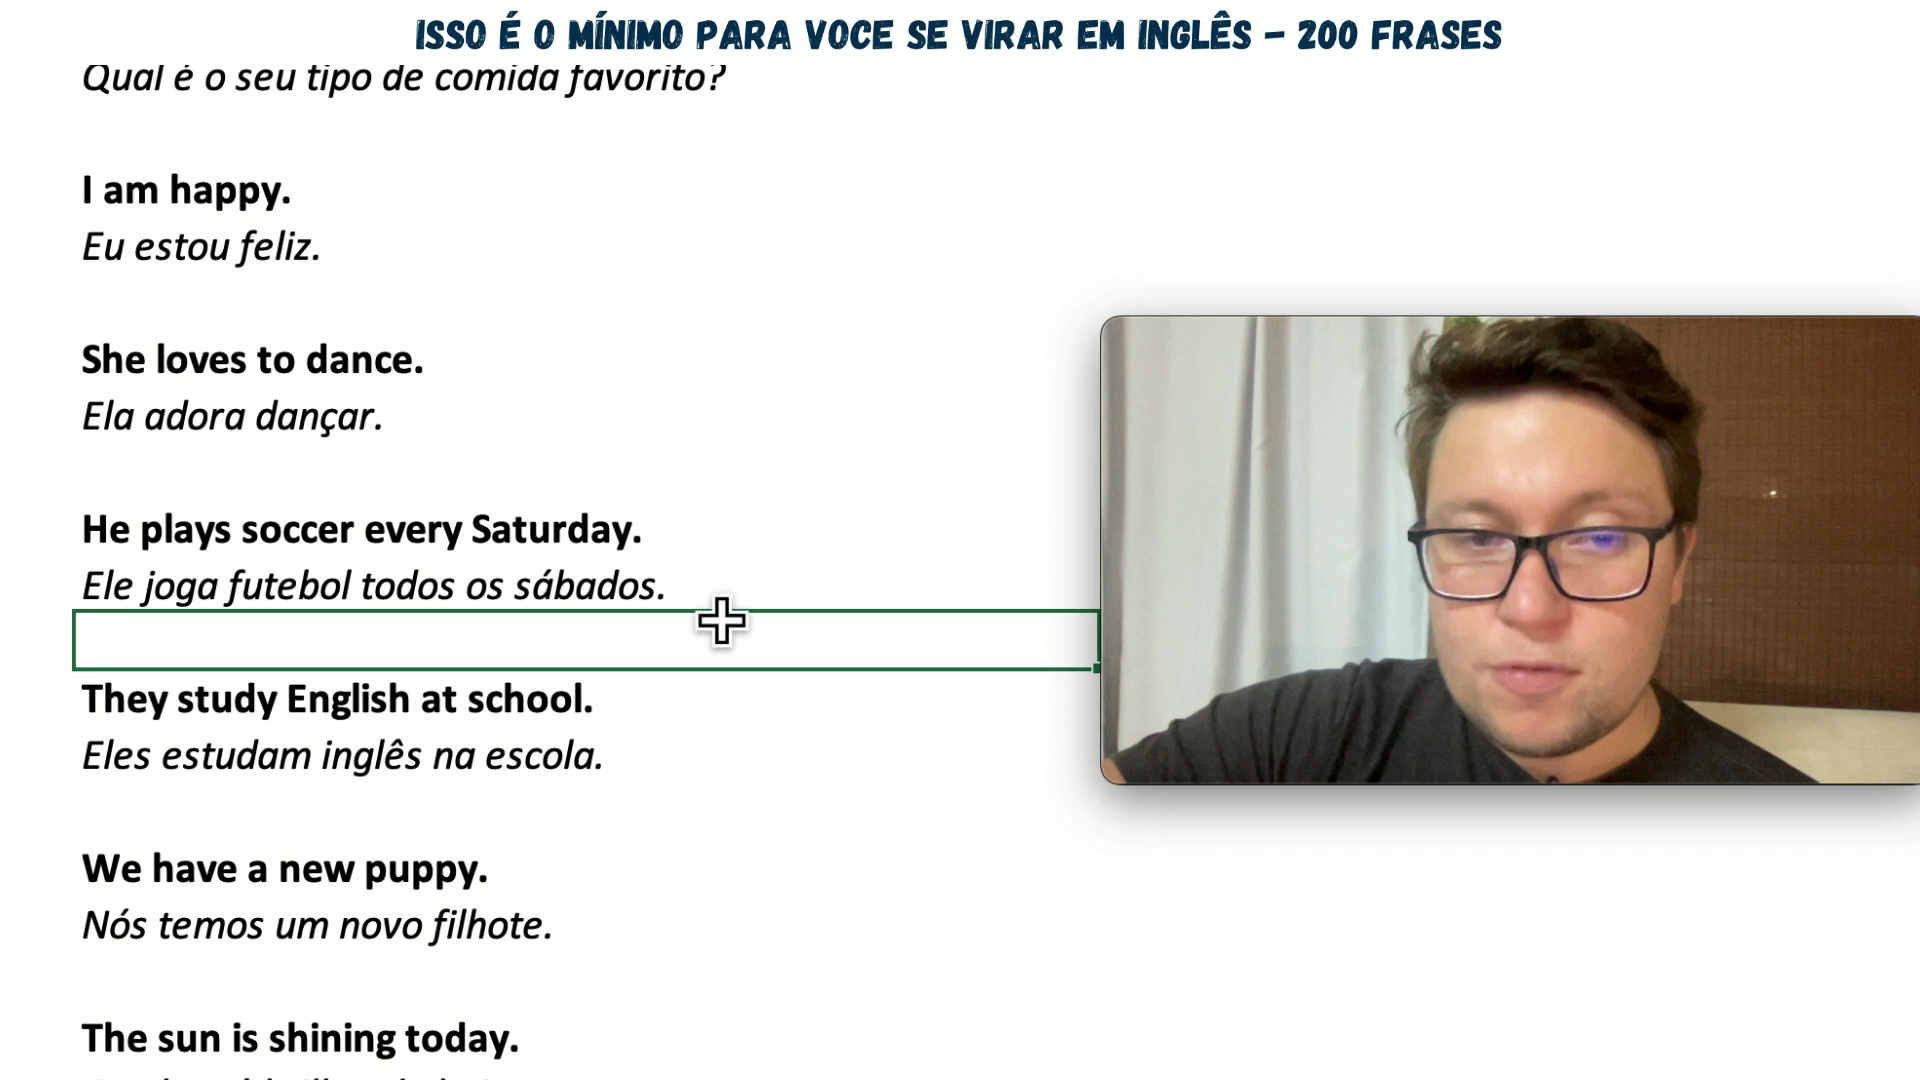 ISSO É O MÍNIMO PARA VOCE SE VIRAR EM INGLÊS – 200 FRASES
Qual é o seu tipo de comida favorito?
I am happy.
Eu estou feliz.
She loves to dance.
Ela adora dançar.
He plays soccer every Saturday.
Ele joga futebol todos os sábados.
They study English at school.
Eles estudam inglês na escola.
We have a new puppy.
Nós temos um novo filhote.
The sun is shining today.